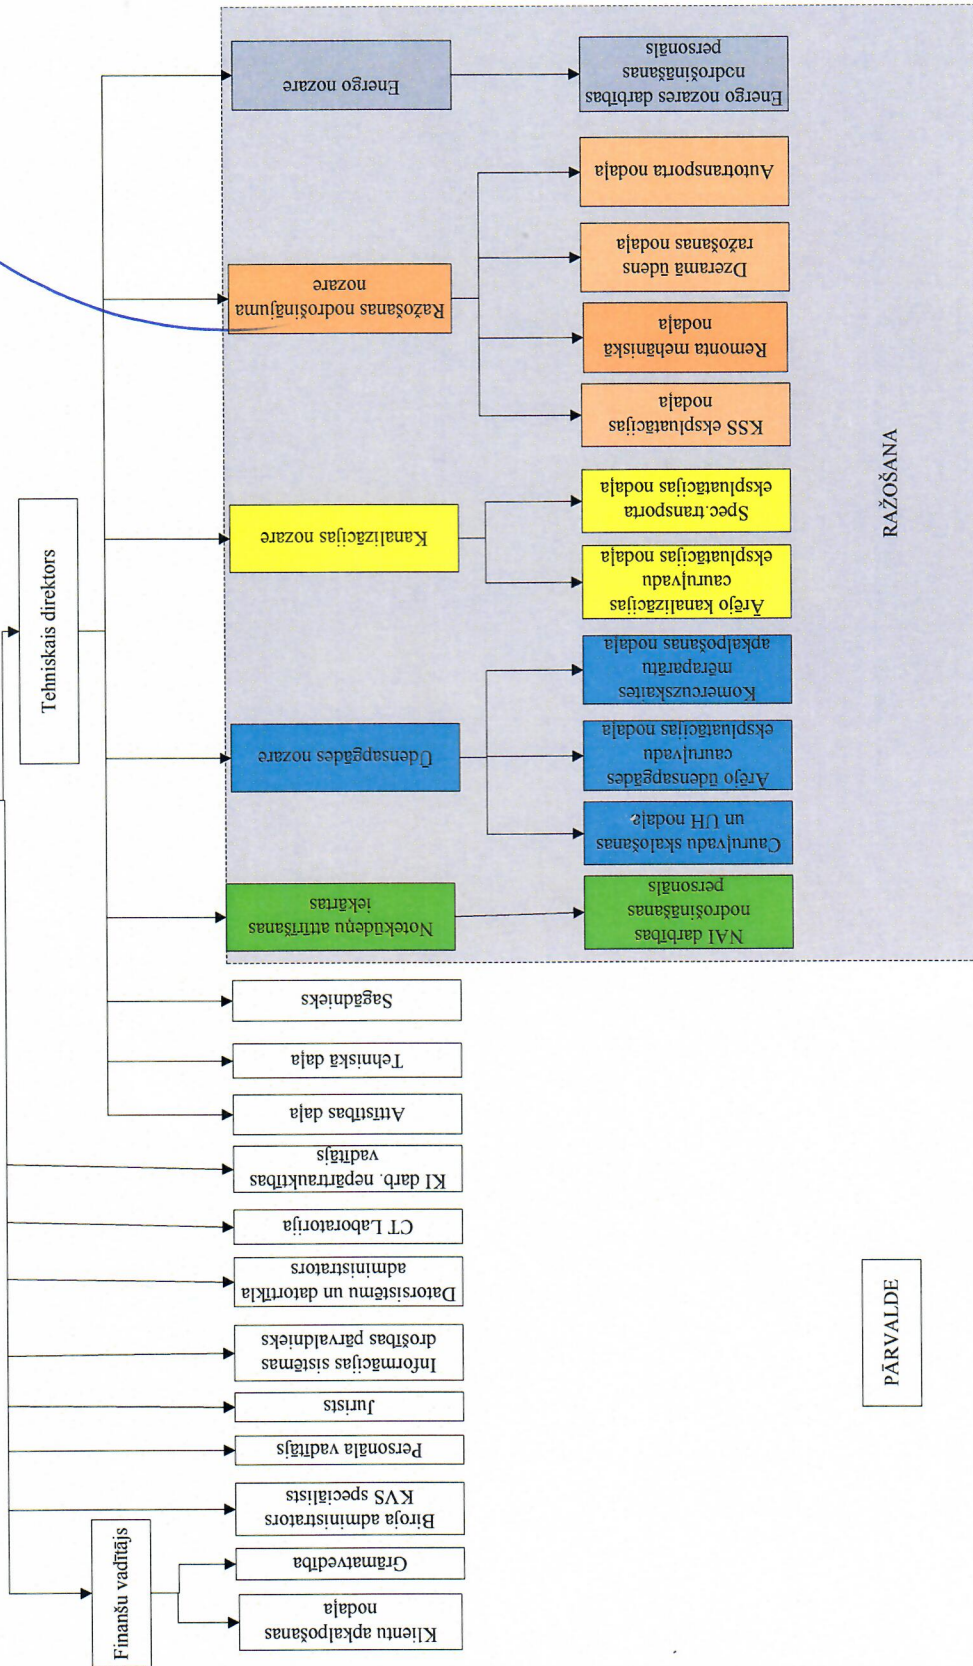 Tehniskais direktors
Finanšu vadītājs
Klientu apkalpošanas
nodaļa
Grāmatvedība
Biroja administrators
KVS speciālists
Personāla vadītājs
Jurists
Informācijas sistēmas
drošības pārvaldnieks
Datorsistēmu un datortīkla
administrators
CT Laboratorija
KI darb. nepārtrauktības
vadītājs
Attīstības daļa
Tehniskā daļa
Sagādnieks
Notekūdeņu attīrīšanas
iekārtas
Ūdensapgādes nozare
Kanalizācijas nozare
Ražošanas nodrošinājuma
nozare
Energo nozare
NAI darbības
nodrošināšanas
personāls
Cauruļvadu skalošanas
un UH nodaļa
Ārējo ūdensapgādes
cauruļvadu
ekspluatācijas nodaļa
Komercuzskaites
mēraparātu
apkalpošanas nodaļa
Ārējo kanalizācijas
cauruļvadu
ekspluatācijas nodaļa
Spec.transporta
ekspluatācijas nodaļa
KSS ekspluatācijas
nodaļa
Remonta mehāniskā
nodaļa
Dzeramā ūdens
ražošanas nodaļa
Autotransporta nodaļa
Energo nozares darbības
nodrošināšanas
personāls
PĀRVALDE
RAŽOŠANA